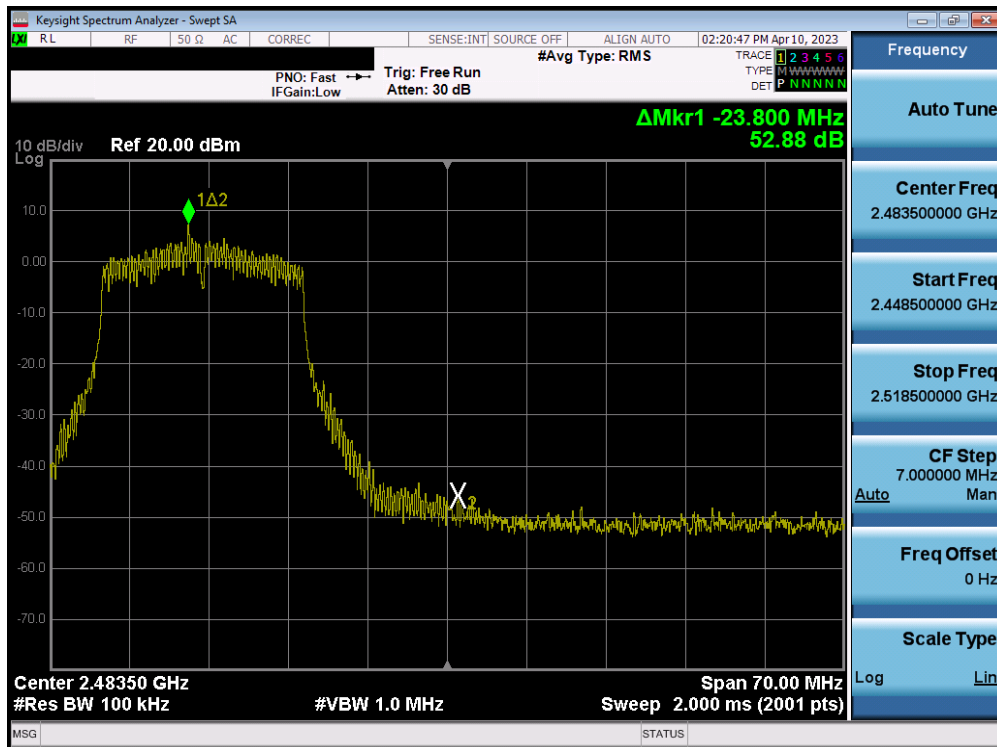 Keysight Spectrum Analyzer - Swept SA
LXI RL RF 50 Ω AC CORREC SENSE:INT SOURCE OFF ALIGN AUTO 02:20:47 PM Apr 10, 2023
#Avg Type: RMS
PNO: Fast
IFGain:Low
Trig: Free Run
Atten: 30 dB
TRACE 1 2 3 4 5 6
TYPE M W W W W W
DET P N N N N N
ΔMkr1 -23.800 MHz
52.88 dB
10 dB/div Ref 20.00 dBm
Log
1Δ2
10.0
0.00
-10.0
-20.0
-30.0
-40.0
X2
-50.0
-60.0
-70.0
Center 2.48350 GHz Span 70.00 MHz
#Res BW 100 kHz #VBW 1.0 MHz Sweep 2.000 ms (2001 pts)
MSG STATUS
Frequency
Auto Tune
Center Freq
2.483500000 GHz
Start Freq
2.448500000 GHz
Stop Freq
2.518500000 GHz
CF Step
7.000000 MHz
Auto Man
Freq Offset
0 Hz
Scale Type
Log Lin